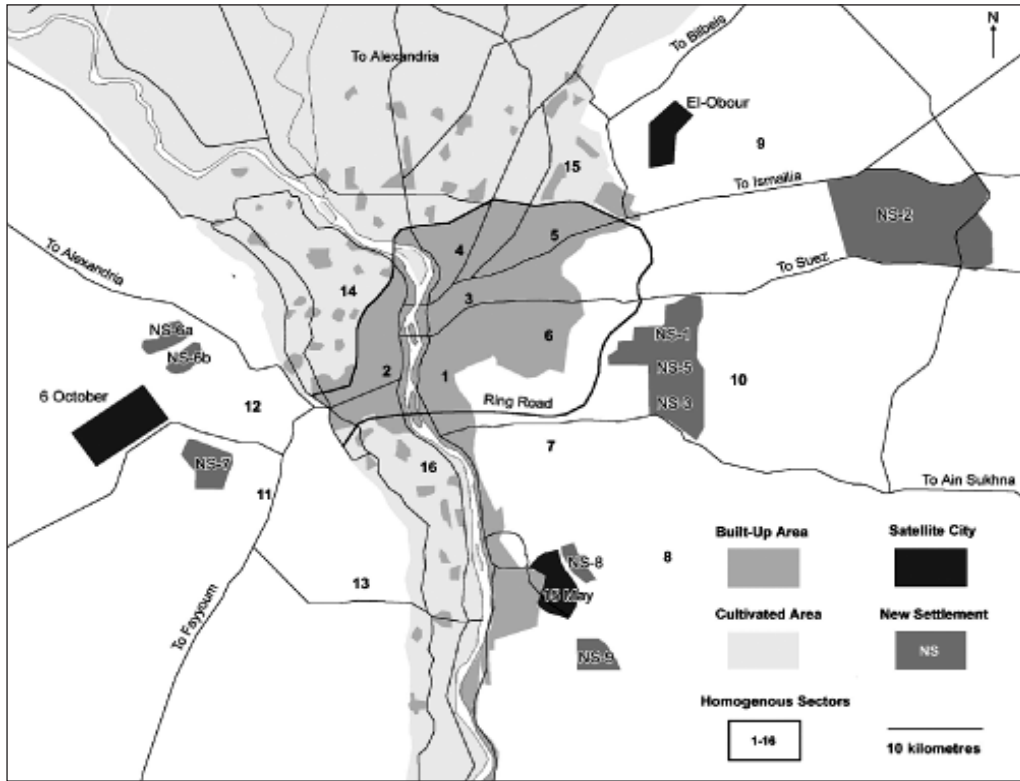 N
To Alexandria
To Bilbeis
El-Obour
9
15
To Ismailia
NS-2
5
4
To Suez
To Alexandria
14
3
NS-1
NS-6a
6
NS-6b
NS-5
2
1
10
6 October
12
Ring Road
NS-3
7
16
NS-7
11
To Ain Sukhna
Built-Up Area
Satellite City
NS-8
8
13
15 May
To Fayyoum
Cultivated Area
New Settlement
NS
NS-9
Homogenous Sectors
1-16
10 kilometres